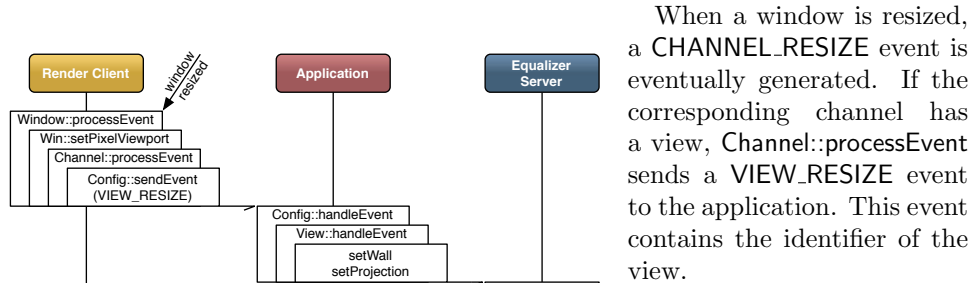 window
resized
Render Client
Application
Equalizer
Server
Window::processEvent
Win::setPixelViewport
Channel::processEvent
Config::sendEvent
(VIEW_RESIZE)
Config::handleEvent
View::handleEvent
setWall
setProjection
When a window is resized,
a CHANNEL_RESIZE event is
eventually generated. If the
corresponding channel has
a view, Channel::processEvent
sends a VIEW_RESIZE event
to the application. This event
contains the identifier of the
view.